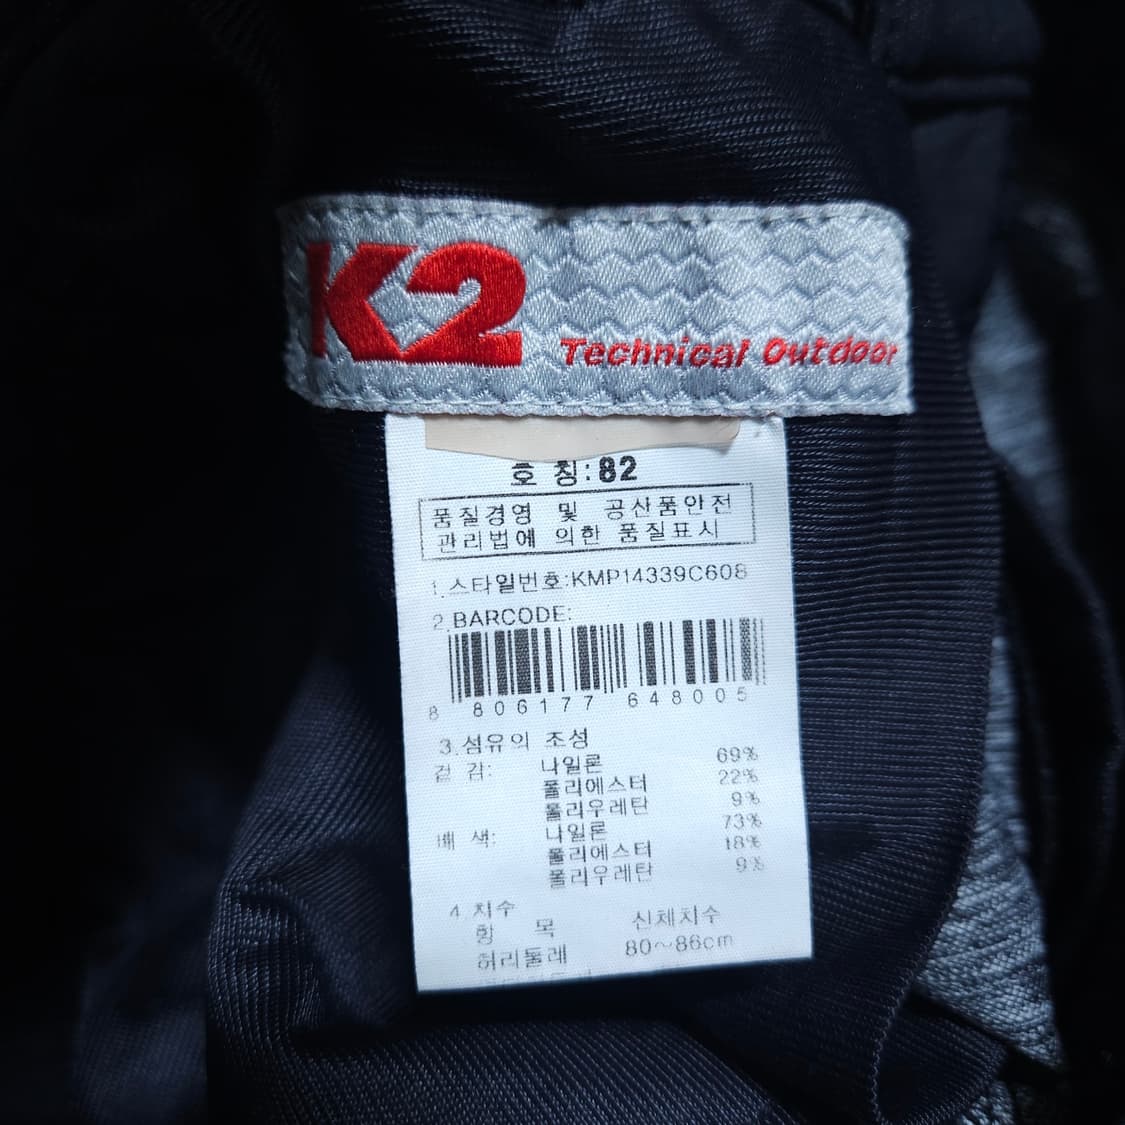 K2 Technical Outdoor
호 칭:82
품질경영 및 공산품안전
관리법에 의한 품질표시
1.스타일번호:KMP14339C608
2.BARCODE:
8 806177 648005
3.섬유의 조성
겉 감: 나일론 69%
폴리에스터 22%
폴리우레탄 9%
배 색: 나일론 73%
폴리에스터 18%
폴리우레탄 9%
4.치수
항 목 신체치수
허리둘레 80~86cm